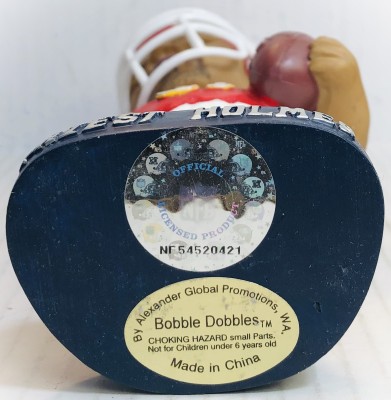 EST HOLMES
OFFICIAL
LICENSED PRODUCT
NF54520421
By Alexander Global Promotions, WA.
Bobble Dobbles™
CHOKING HAZARD small Parts.
Not for Children under 6 years old
Made in China